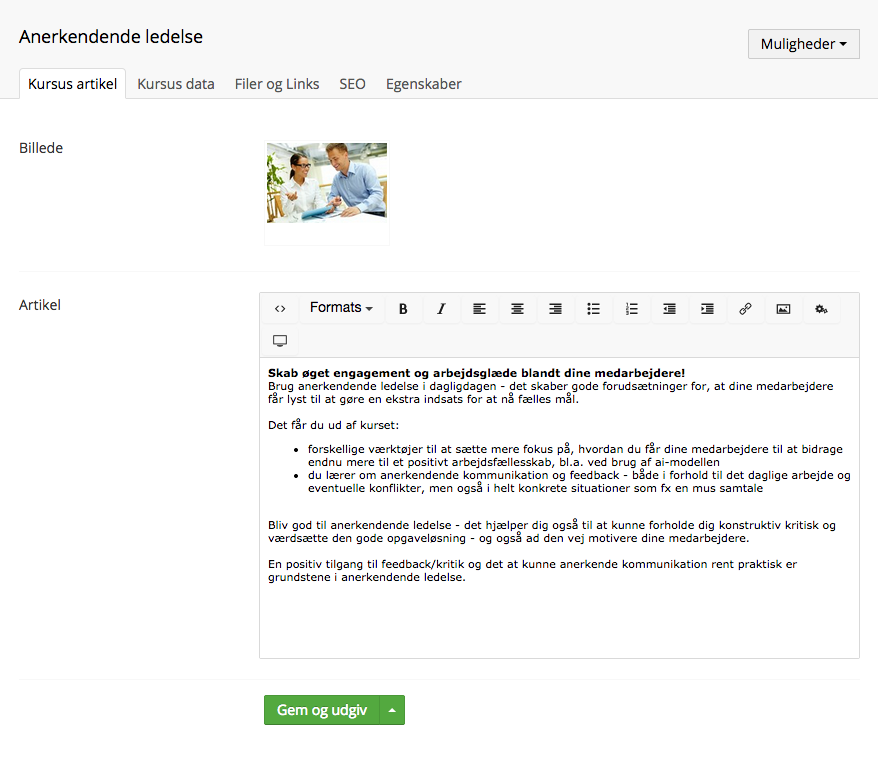 Anerkendende ledelse
Muligheder
Kursus artikel
Kursus data
Filer og Links
SEO
Egenskaber
Billede
Artikel
Formats
B
I
Skab øget engagement og arbejdsglæde blandt dine medarbejdere!
Brug anerkendende ledelse i dagligdagen - det skaber gode forudsætninger for, at dine medarbejdere
får lyst til at gøre en ekstra indsats for at nå fælles mål.
Det får du ud af kurset:
• forskellige værktøjer til at sætte mere fokus på, hvordan du får dine medarbejdere til at bidrage
endnu mere til et positivt arbejdsfællesskab, bl.a. ved brug af ai-modellen
• du lærer om anerkendende kommunikation og feedback - både i forhold til det daglige arbejde og
eventuelle konflikter, men også i helt konkrete situationer som fx en mus samtale
Bliv god til anerkendende ledelse - det hjælper dig også til at kunne forholde dig konstruktiv kritisk og
værdsætte den gode opgaveløsning - og også ad den vej motivere dine medarbejdere.
En positiv tilgang til feedback/kritik og det at kunne anerkende kommunikation rent praktisk er
grundstene i anerkendende ledelse.
Gem og udgiv